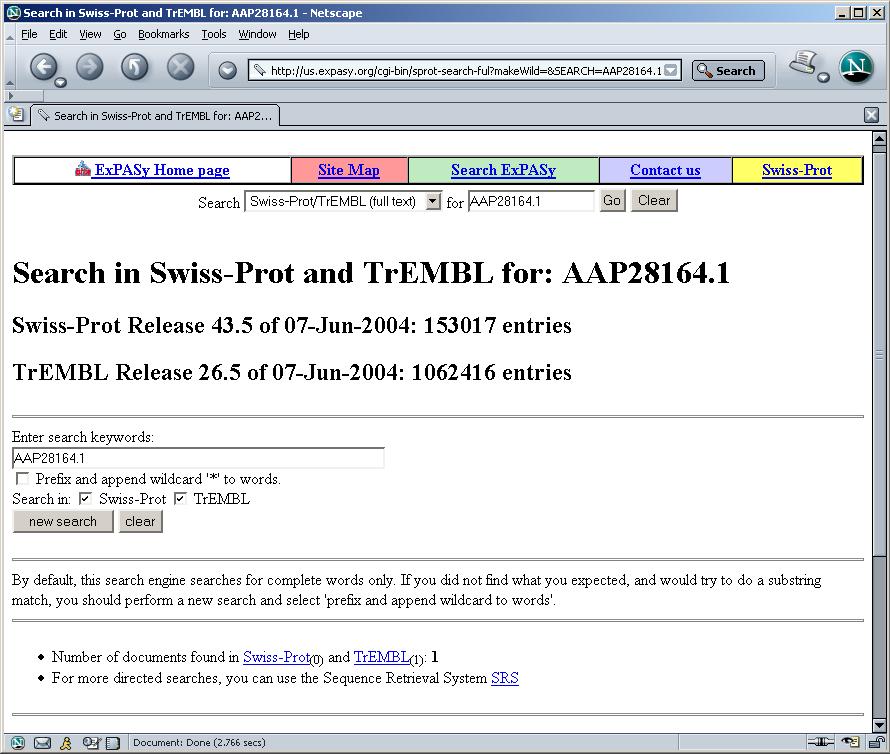 Search in Swiss-Prot and TrEMBL for: AAP28164.1 - Netscape
File Edit View Go Bookmarks Tools Window Help
http://us.expasy.org/cgi-bin/sprot-search-ful?makeWild=&SEARCH=AAP28164.1 Search N
Search in Swiss-Prot and TrEMBL for: AAP2...
ExPASy Home page Site Map Search ExPASy Contact us Swiss-Prot
Search Swiss-Prot/TrEMBL (full text) for AAP28164.1 Go Clear
Search in Swiss-Prot and TrEMBL for: AAP28164.1
Swiss-Prot Release 43.5 of 07-Jun-2004: 153017 entries
TrEMBL Release 26.5 of 07-Jun-2004: 1062416 entries
Enter search keywords:
AAP28164.1
Prefix and append wildcard '*' to words.
Search in: Swiss-Prot TrEMBL
new search clear
By default, this search engine searches for complete words only. If you did not find what you expected, and would try to do a substring
match, you should perform a new search and select 'prefix and append wildcard to words'.
Number of documents found in Swiss-Prot(0) and TrEMBL(1): 1
For more directed searches, you can use the Sequence Retrieval System SRS
Document: Done (2.766 secs)